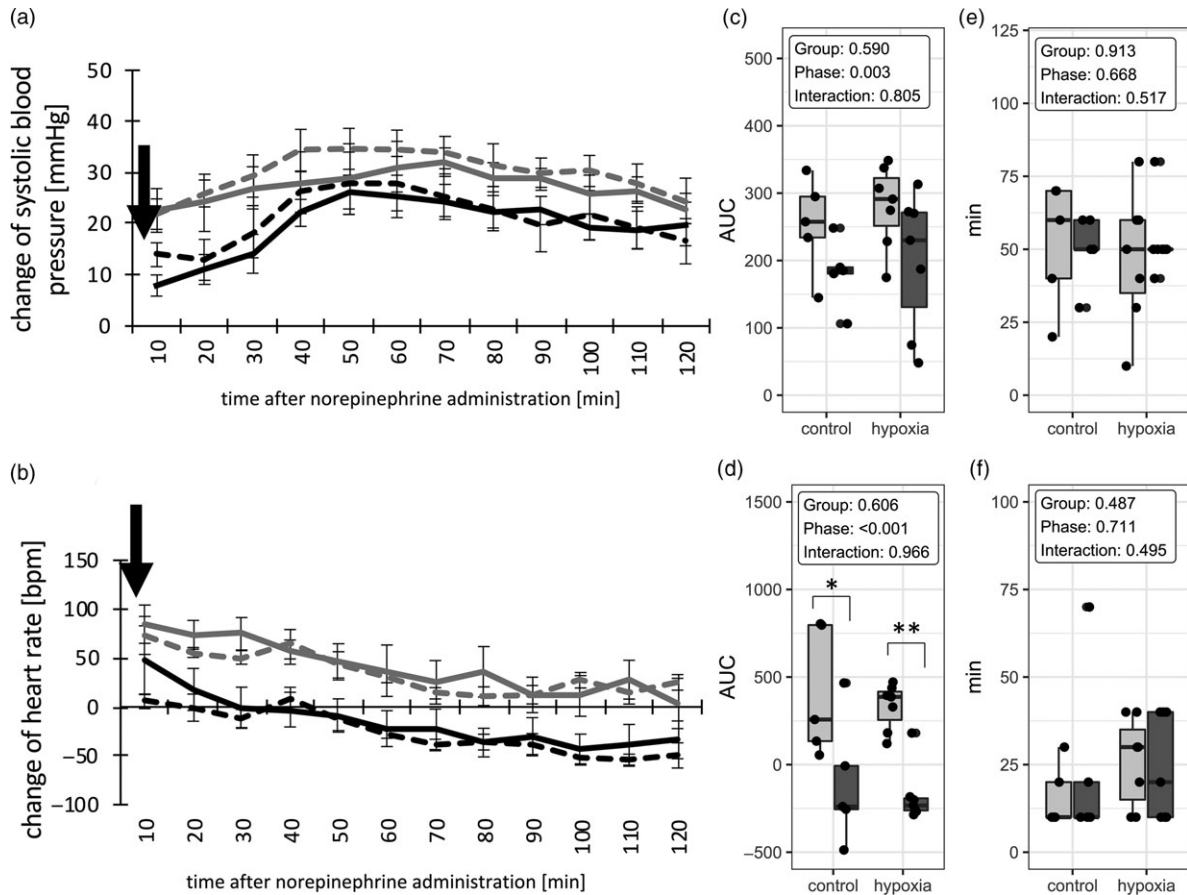 (a)
change of systolic blood
pressure [mmHg]
50
40
30
20
10
0
10
20
30
40
50
60
70
80
90
100
110
120
time after norepinephrine administration [min]
(b)
change of heart rate [bpm]
150
100
50
0
−50
−100
10
20
30
40
50
60
70
80
90
100
110
120
time after norepinephrine administration [min]
(c)
Group: 0.590
Phase: 0.003
Interaction: 0.805
AUC
500
400
300
200
100
0
control
hypoxia
(e)
Group: 0.913
Phase: 0.668
Interaction: 0.517
min
125
100
75
50
25
0
control
hypoxia
(d)
Group: 0.606
Phase: <0.001
Interaction: 0.966
*
**
AUC
1500
1000
500
0
−500
control
hypoxia
(f)
Group: 0.487
Phase: 0.711
Interaction: 0.495
min
100
75
50
25
0
control
hypoxia